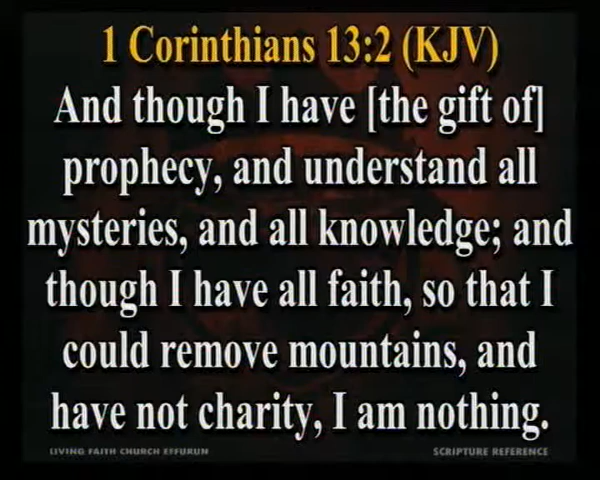 1 Corinthians 13:2 (KJV)
And though I have [the gift of]
prophecy, and understand all
mysteries, and all knowledge; and
though I have all faith, so that I
could remove mountains, and
have not charity, I am nothing.
LIVING FAITH CHURCH EFFURUN
SCRIPTURE REFERENCE